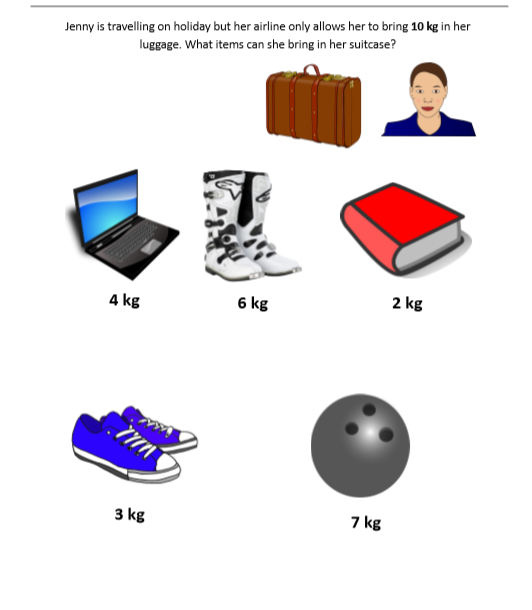 Jenny is travelling on holiday but her airline only allows her to bring 10 kg in her
luggage. What items can she bring in her suitcase?
4 kg
6 kg
2 kg
3 kg
7 kg